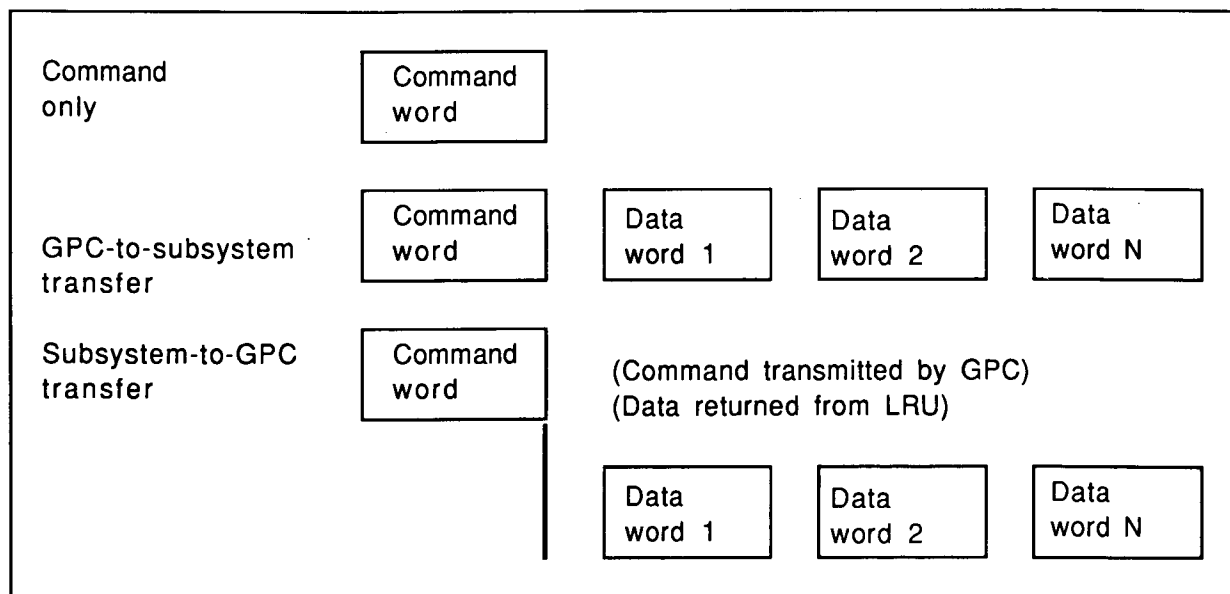 Command
only
Command
word
GPC-to-subsystem
transfer
Command
word
Data
word 1
Data
word 2
Data
word N
Subsystem-to-GPC
transfer
Command
word
(Command transmitted by GPC)
(Data returned from LRU)
Data
word 1
Data
word 2
Data
word N